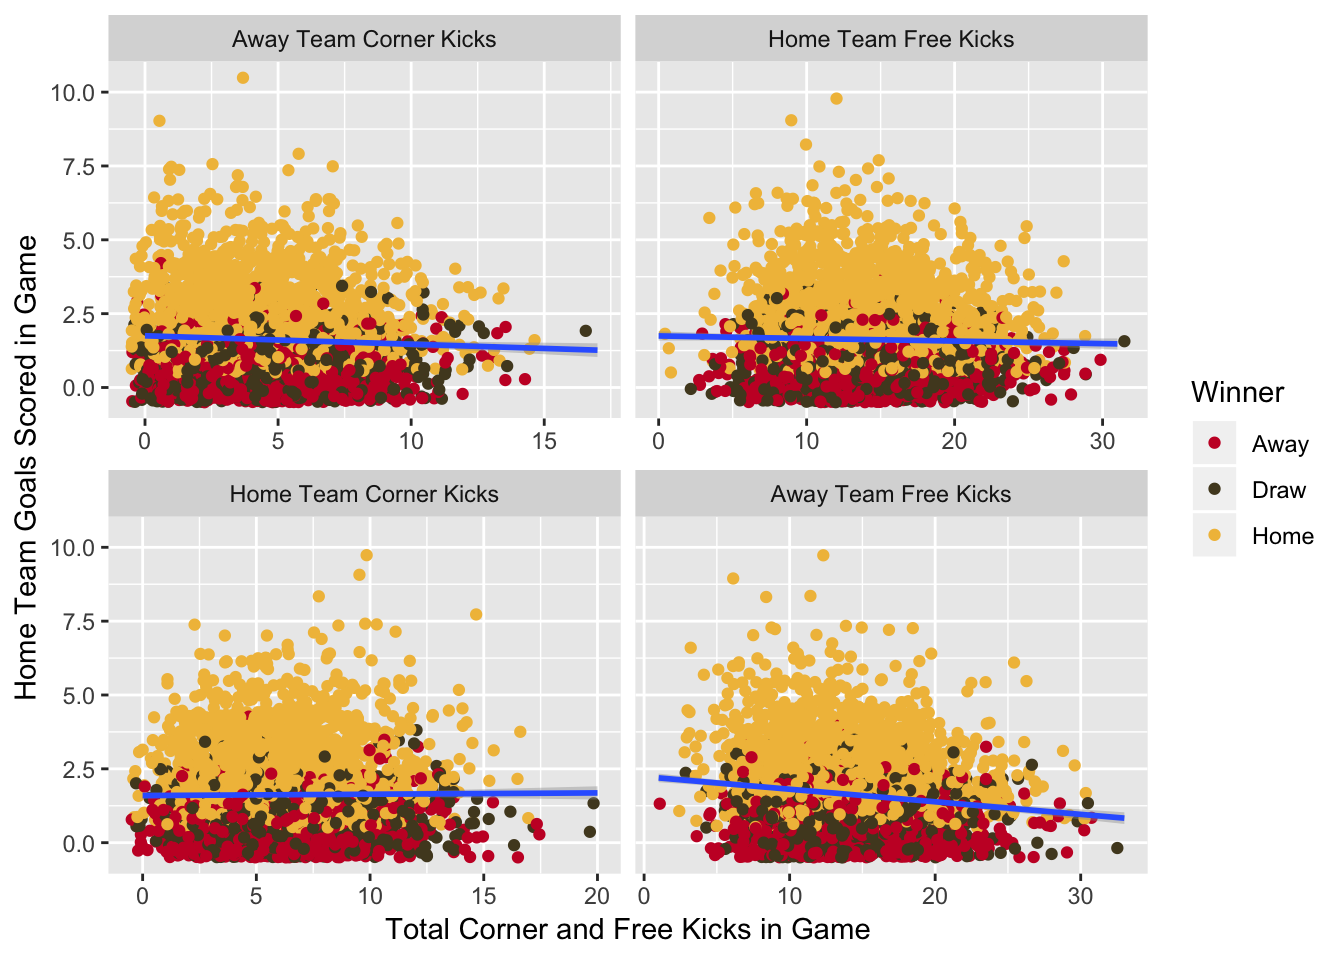 Away Team Corner Kicks
Home Team Free Kicks
10.0
7.5
5.0
2.5
0.0
0 5 10 15
0 10 20 30
Home Team Corner Kicks
Away Team Free Kicks
10.0
7.5
5.0
2.5
0.0
0 5 10 15 20
0 10 20 30
Home Team Goals Scored in Game
Total Corner and Free Kicks in Game
Winner
Away
Draw
Home